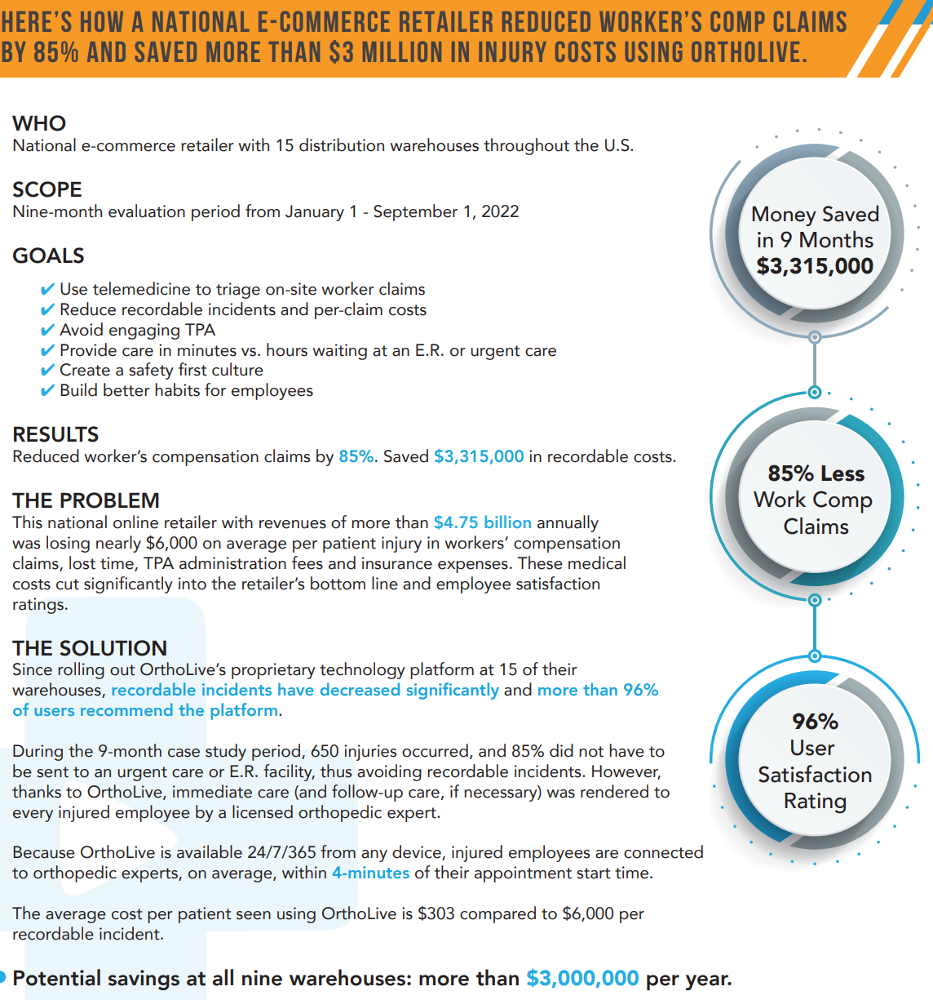 HERE'S HOW A NATIONAL E-COMMERCE RETAILER REDUCED WORKER'S COMP CLAIMS
BY 85% AND SAVED MORE THAN $3 MILLION IN INJURY COSTS USING ORTHOLIVE.
WHO
National e-commerce retailer with 15 distribution warehouses throughout the U.S.
SCOPE
Nine-month evaluation period from January 1 - September 1, 2022
GOALS
✔ Use telemedicine to triage on-site worker claims
✔ Reduce recordable incidents and per-claim costs
✔ Avoid engaging TPA
✔ Provide care in minutes vs. hours waiting at an E.R. or urgent care
✔ Create a safety first culture
✔ Build better habits for employees
RESULTS
Reduced worker's compensation claims by 85%. Saved $3,315,000 in recordable costs.
THE PROBLEM
This national online retailer with revenues of more than $4.75 billion annually
was losing nearly $6,000 on average per patient injury in workers' compensation
claims, lost time, TPA administration fees and insurance expenses. These medical
costs cut significantly into the retailer's bottom line and employee satisfaction
ratings.
THE SOLUTION
Since rolling out OrthoLive's proprietary technology platform at 15 of their
warehouses, recordable incidents have decreased significantly and more than 96%
of users recommend the platform.
During the 9-month case study period, 650 injuries occurred, and 85% did not have to
be sent to an urgent care or E.R. facility, thus avoiding recordable incidents. However,
thanks to OrthoLive, immediate care (and follow-up care, if necessary) was rendered to
every injured employee by a licensed orthopedic expert.
Because OrthoLive is available 24/7/365 from any device, injured employees are connected
to orthopedic experts, on average, within 4-minutes of their appointment start time.
The average cost per patient seen using OrthoLive is $303 compared to $6,000 per
recordable incident.
Potential savings at all nine warehouses: more than $3,000,000 per year.
Money Saved
in 9 Months
$3,315,000
85% Less
Work Comp
Claims
96%
User
Satisfaction
Rating